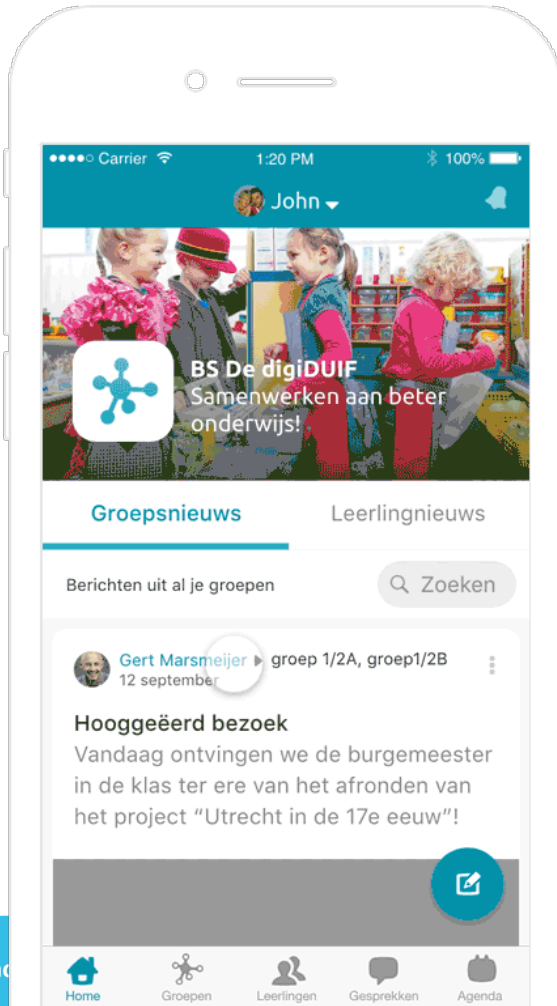 Carrier 1:20 PM 100%
John
BS De digiDUIF
Samenwerken aan beter
onderwijs!
Groepsnieuws Leerlingnieuws
Berichten uit al je groepen Zoeken
Gert Marsmeijer groep 1/2A, groep1/2B
12 september
Hooggeëerd bezoek
Vandaag ontvingen we de burgemeester
in de klas ter ere van het afronden van
het project “Utrecht in de 17e eeuw”!
Home Groepen Leerlingen Gesprekken Agenda